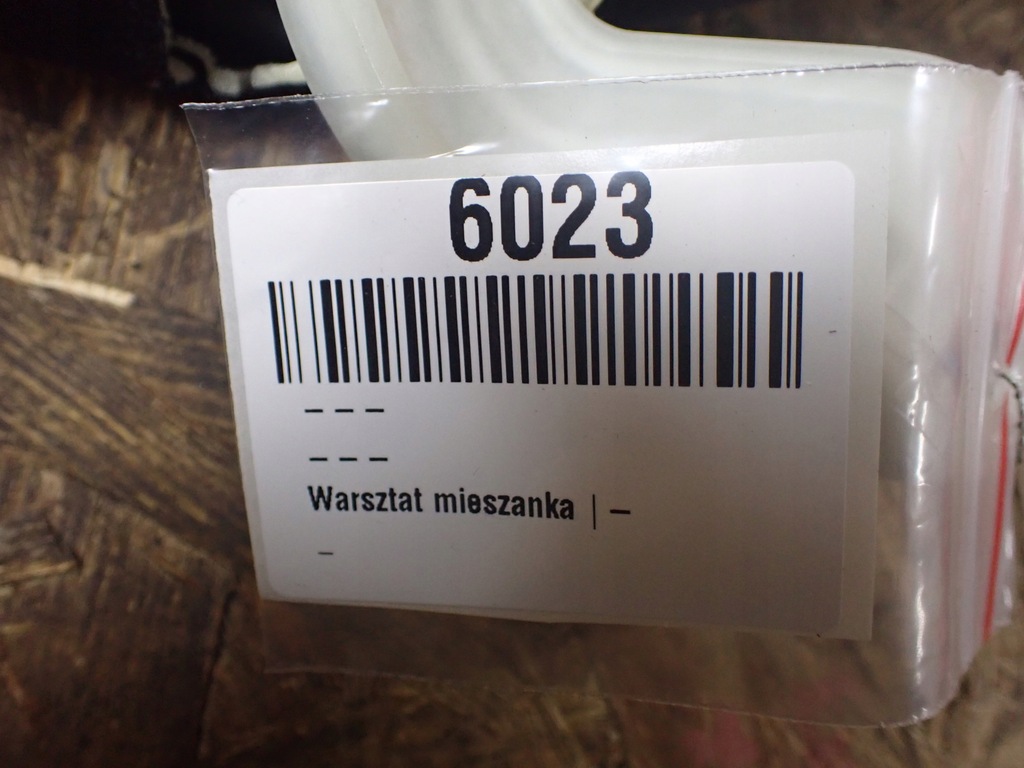 6023
– – –
– – –
Warsztat mieszanka | –
–